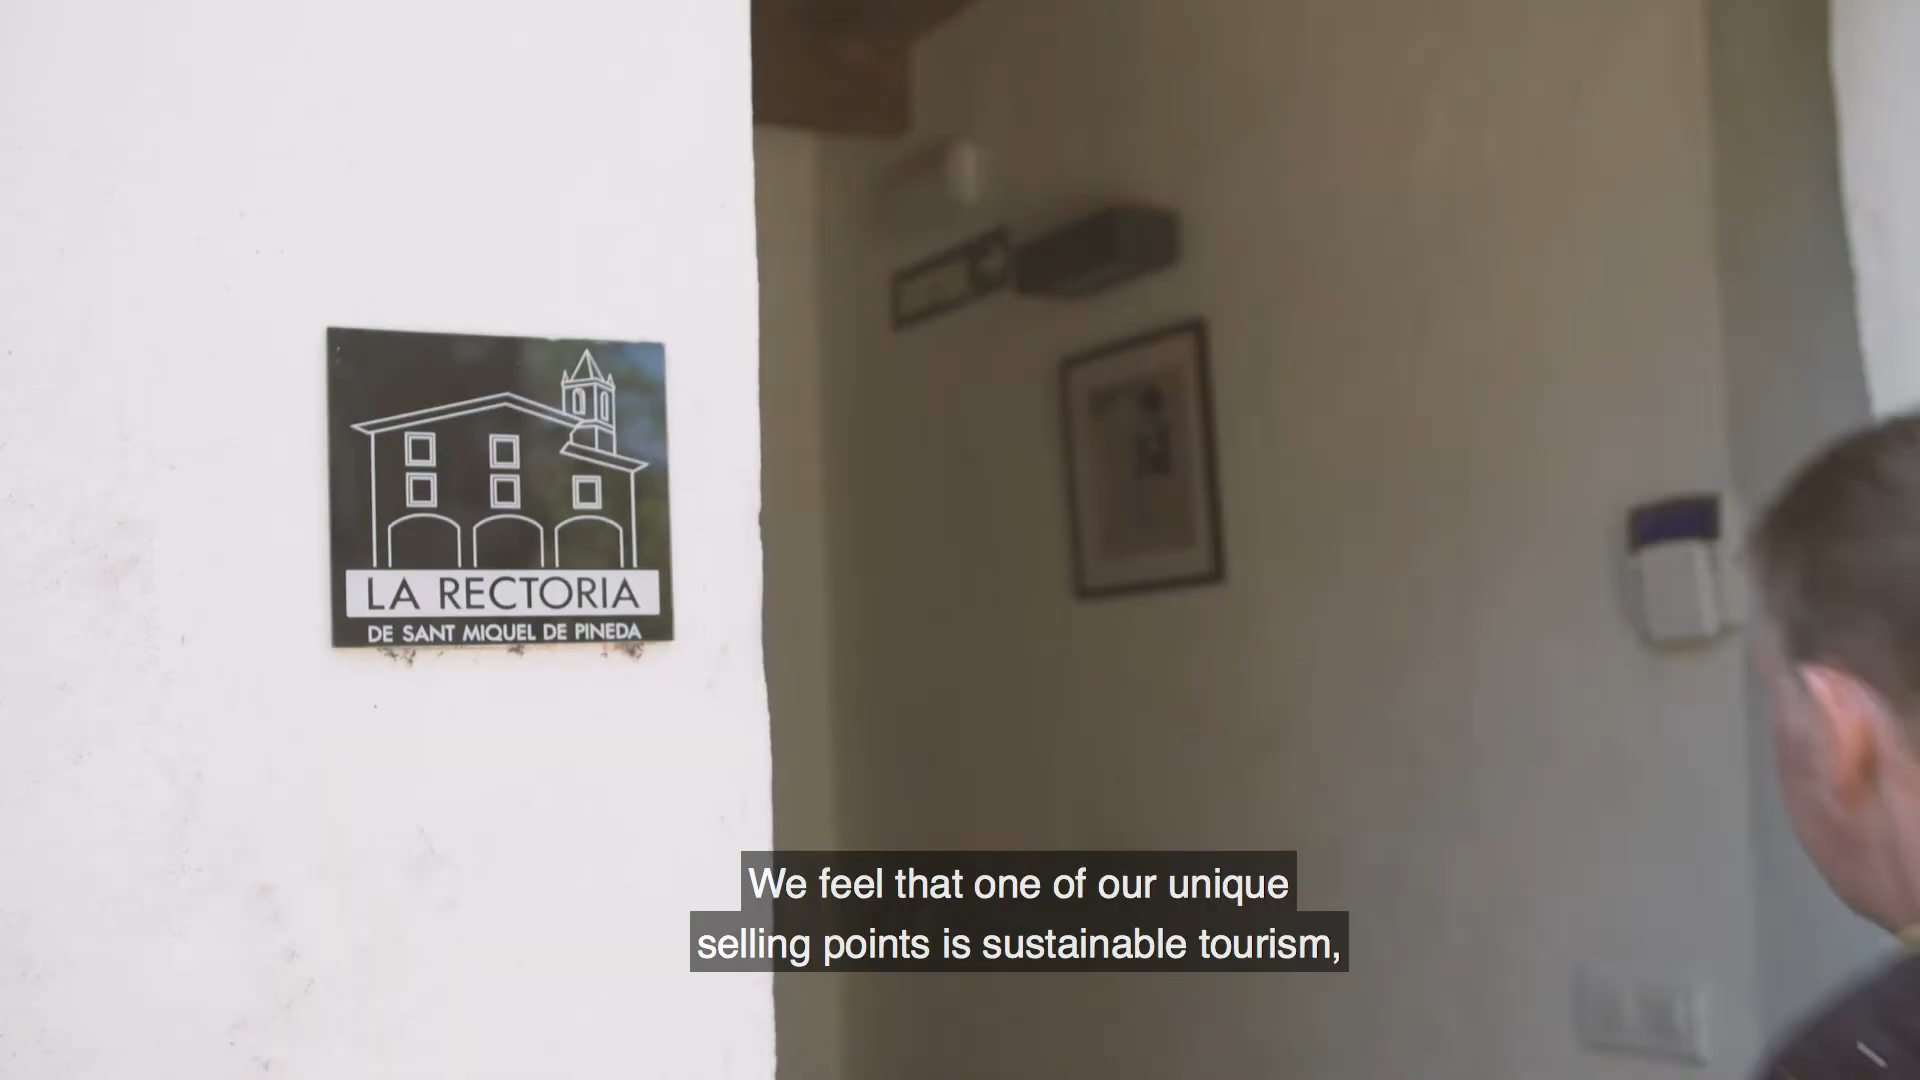 LA RECTORIA
DE SANT MIQUEL DE PINEDA
We feel that one of our unique
selling points is sustainable tourism,